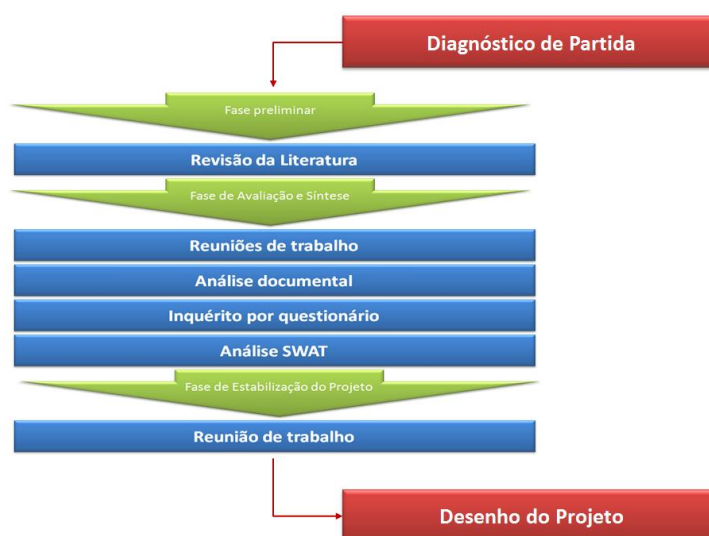 Diagnóstico de Partida
Fase preliminar
Revisão da Literatura
Fase de Avaliação e Síntese
Reuniões de trabalho
Análise documental
Inquérito por questionário
Análise SWAT
Fase de Estabilização do Projeto
Reunião de trabalho
Desenho do Projeto